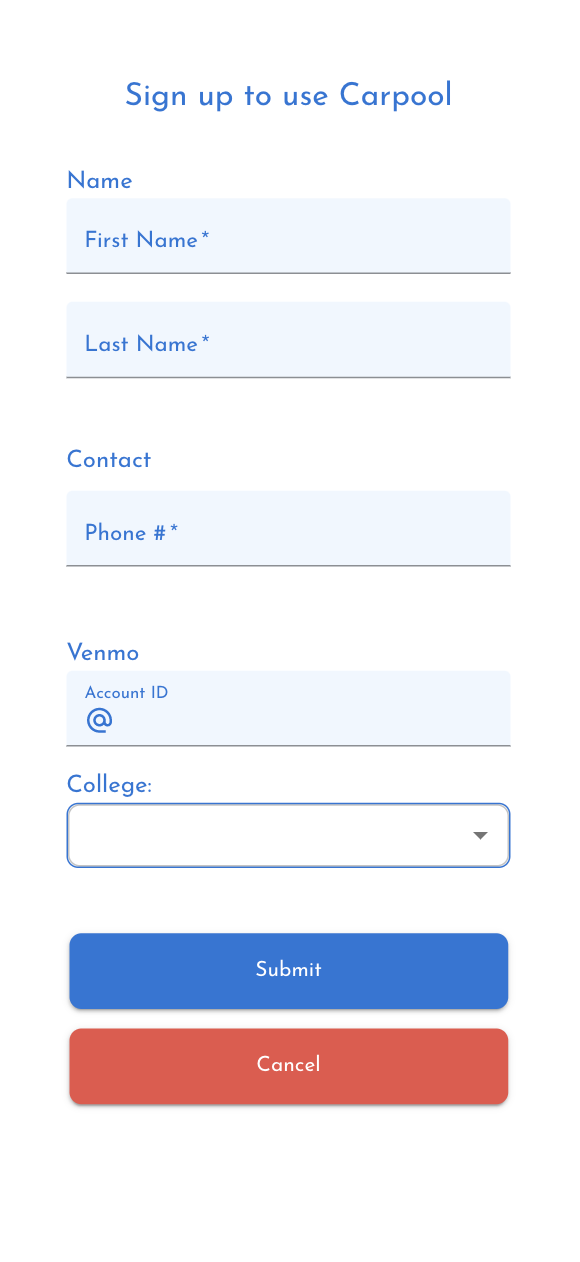 Sign up to use Carpool
Name
First Name *
Last Name *
Contact
Phone # *
Venmo
Account ID
@
College:
Submit
Cancel